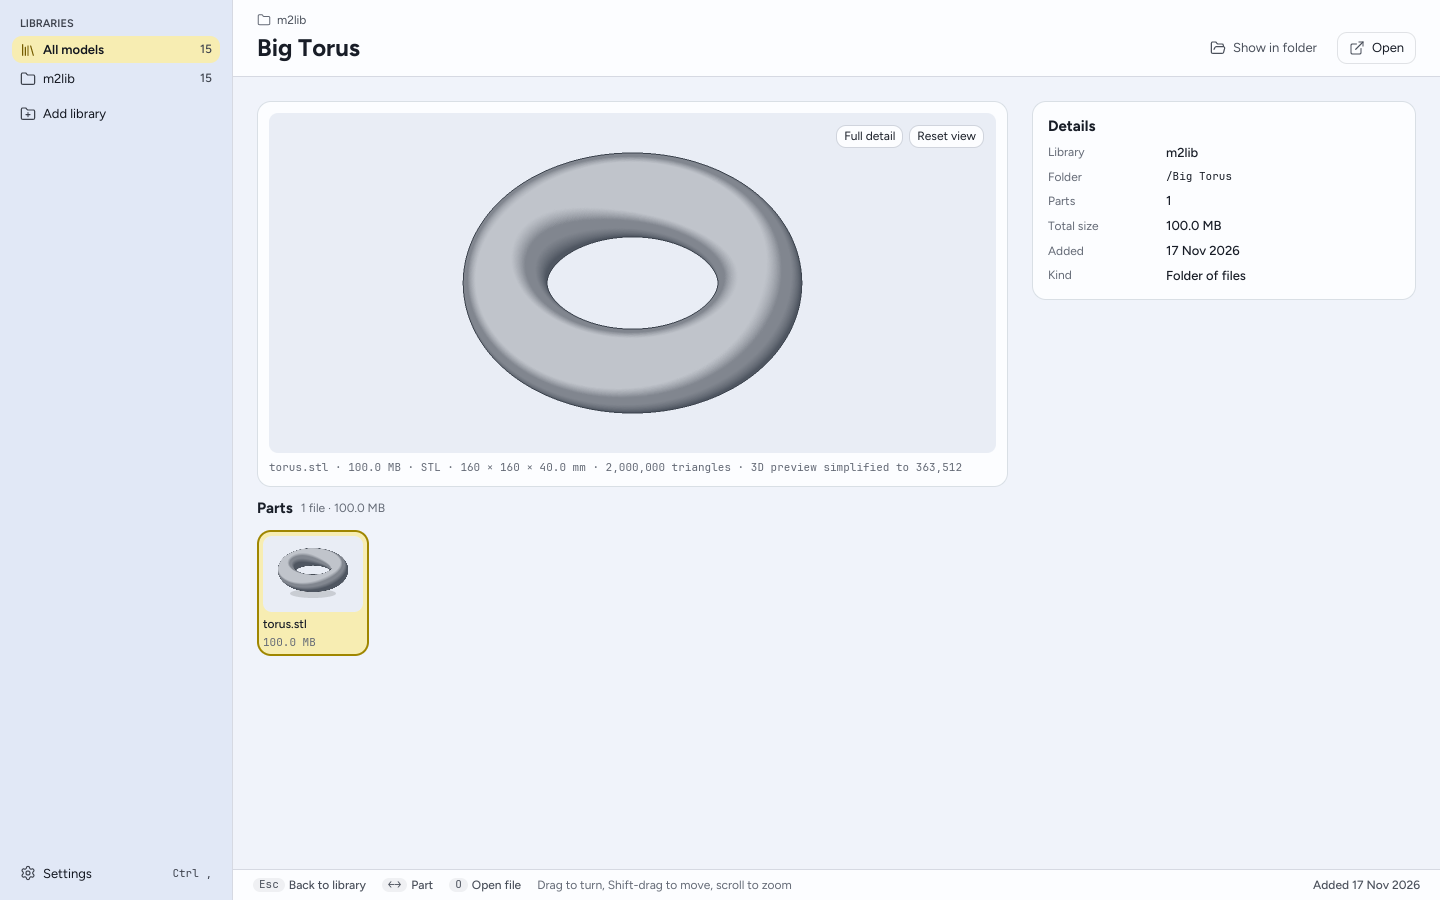 LIBRARIES
All models 15
m2lib 15
Add library
Settings Ctrl ,
m2lib
Big Torus
Show in folder
Open
Full detail
Reset view
torus.stl · 100.0 MB · STL · 160 × 160 × 40.0 mm · 2,000,000 triangles · 3D preview simplified to 363,512
Parts 1 file · 100.0 MB
torus.stl
100.0 MB
Details
Library m2lib
Folder /Big Torus
Parts 1
Total size 100.0 MB
Added 17 Nov 2026
Kind Folder of files
Esc Back to library ↔ Part O Open file Drag to turn, Shift-drag to move, scroll to zoom Added 17 Nov 2026